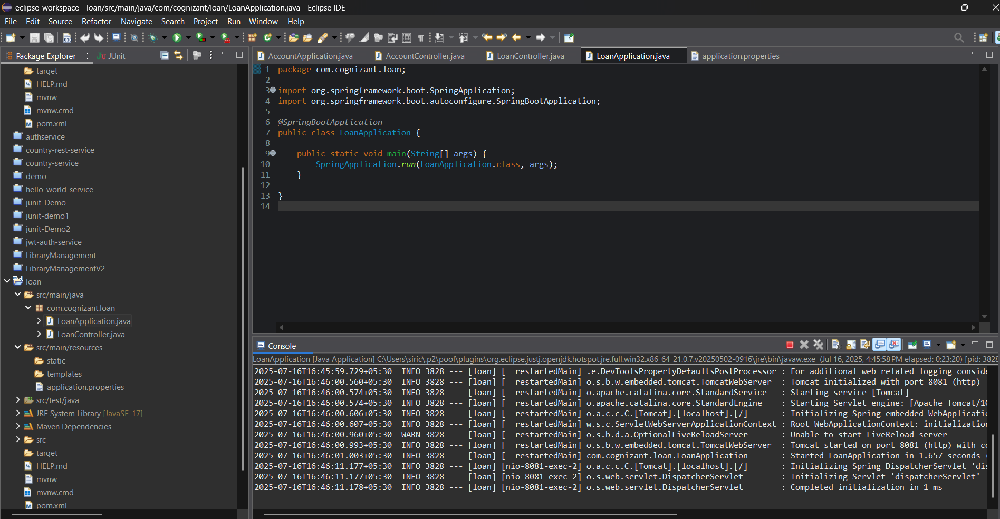 eclipse-workspace - loan/src/main/java/com/cognizant/loan/LoanApplication.java - Eclipse IDE
File Edit Source Refactor Navigate Search Project Run Window Help
Package Explorer
JUnit
target
HELP.md
mvnw
mvnw.cmd
pom.xml
authservice
country-rest-service
country-service
demo
hello-world-service
junit-Demo
junit-demo1
junit-Demo2
jwt-auth-service
LibraryManagement
LibraryManagementV2
loan
src/main/java
com.cognizant.loan
LoanApplication.java
LoanController.java
src/main/resources
static
templates
application.properties
src/test/java
JRE System Library [JavaSE-17]
Maven Dependencies
src
target
HELP.md
mvnw
mvnw.cmd
pom.xml
AccountApplication.java AccountController.java LoanController.java LoanApplication.java application.properties
1 package com.cognizant.loan;
2
3 import org.springframework.boot.SpringApplication;
4 import org.springframework.boot.autoconfigure.SpringBootApplication;
5
6 @SpringBootApplication
7 public class LoanApplication {
8
9 public static void main(String[] args) {
10 SpringApplication.run(LoanApplication.class, args);
11 }
12
13 }
14
Console
LoanApplication [Java Application] C:\Users\siric\.p2\pool\plugins\org.eclipse.justj.openjdk.hotspot.jre.full.win32.x86_64_21.0.7.v20250502-0916\jre\bin\javaw.exe (Jul 16, 2025, 4:45:58 PM elapsed: 0:23:20) [pid: 3828
2025-07-16T16:45:59.729+05:30 INFO 3828 --- [loan] [ restartedMain] .e.DevToolsPropertyDefaultsPostProcessor : For additional web related logging conside
2025-07-16T16:46:00.560+05:30 INFO 3828 --- [loan] [ restartedMain] o.s.b.w.embedded.tomcat.TomcatWebServer : Tomcat initialized with port 8081 (http)
2025-07-16T16:46:00.574+05:30 INFO 3828 --- [loan] [ restartedMain] o.apache.catalina.core.StandardService : Starting service [Tomcat]
2025-07-16T16:46:00.574+05:30 INFO 3828 --- [loan] [ restartedMain] o.apache.catalina.core.StandardEngine : Starting Servlet engine: [Apache Tomcat/10
2025-07-16T16:46:00.606+05:30 INFO 3828 --- [loan] [ restartedMain] o.a.c.c.C.[Tomcat].[localhost].[/] : Initializing Spring embedded WebApplicatio
2025-07-16T16:46:00.607+05:30 INFO 3828 --- [loan] [ restartedMain] w.s.c.ServletWebServerApplicationContext : Root WebApplicationContext: initialization
2025-07-16T16:46:00.960+05:30 WARN 3828 --- [loan] [ restartedMain] o.s.b.d.a.OptionalLiveReloadServer : Unable to start LiveReload server
2025-07-16T16:46:00.993+05:30 INFO 3828 --- [loan] [ restartedMain] o.s.b.w.embedded.tomcat.TomcatWebServer : Tomcat started on port 8081 (http) with co
2025-07-16T16:46:01.003+05:30 INFO 3828 --- [loan] [ restartedMain] com.cognizant.loan.LoanApplication : Started LoanApplication in 1.657 seconds (
2025-07-16T16:46:11.177+05:30 INFO 3828 --- [loan] [nio-8081-exec-2] o.a.c.c.C.[Tomcat].[localhost].[/] : Initializing Spring DispatcherServlet 'dis
2025-07-16T16:46:11.177+05:30 INFO 3828 --- [loan] [nio-8081-exec-2] o.s.web.servlet.DispatcherServlet : Initializing Servlet 'dispatcherServlet'
2025-07-16T16:46:11.178+05:30 INFO 3828 --- [loan] [nio-8081-exec-2] o.s.web.servlet.DispatcherServlet : Completed initialization in 1 ms